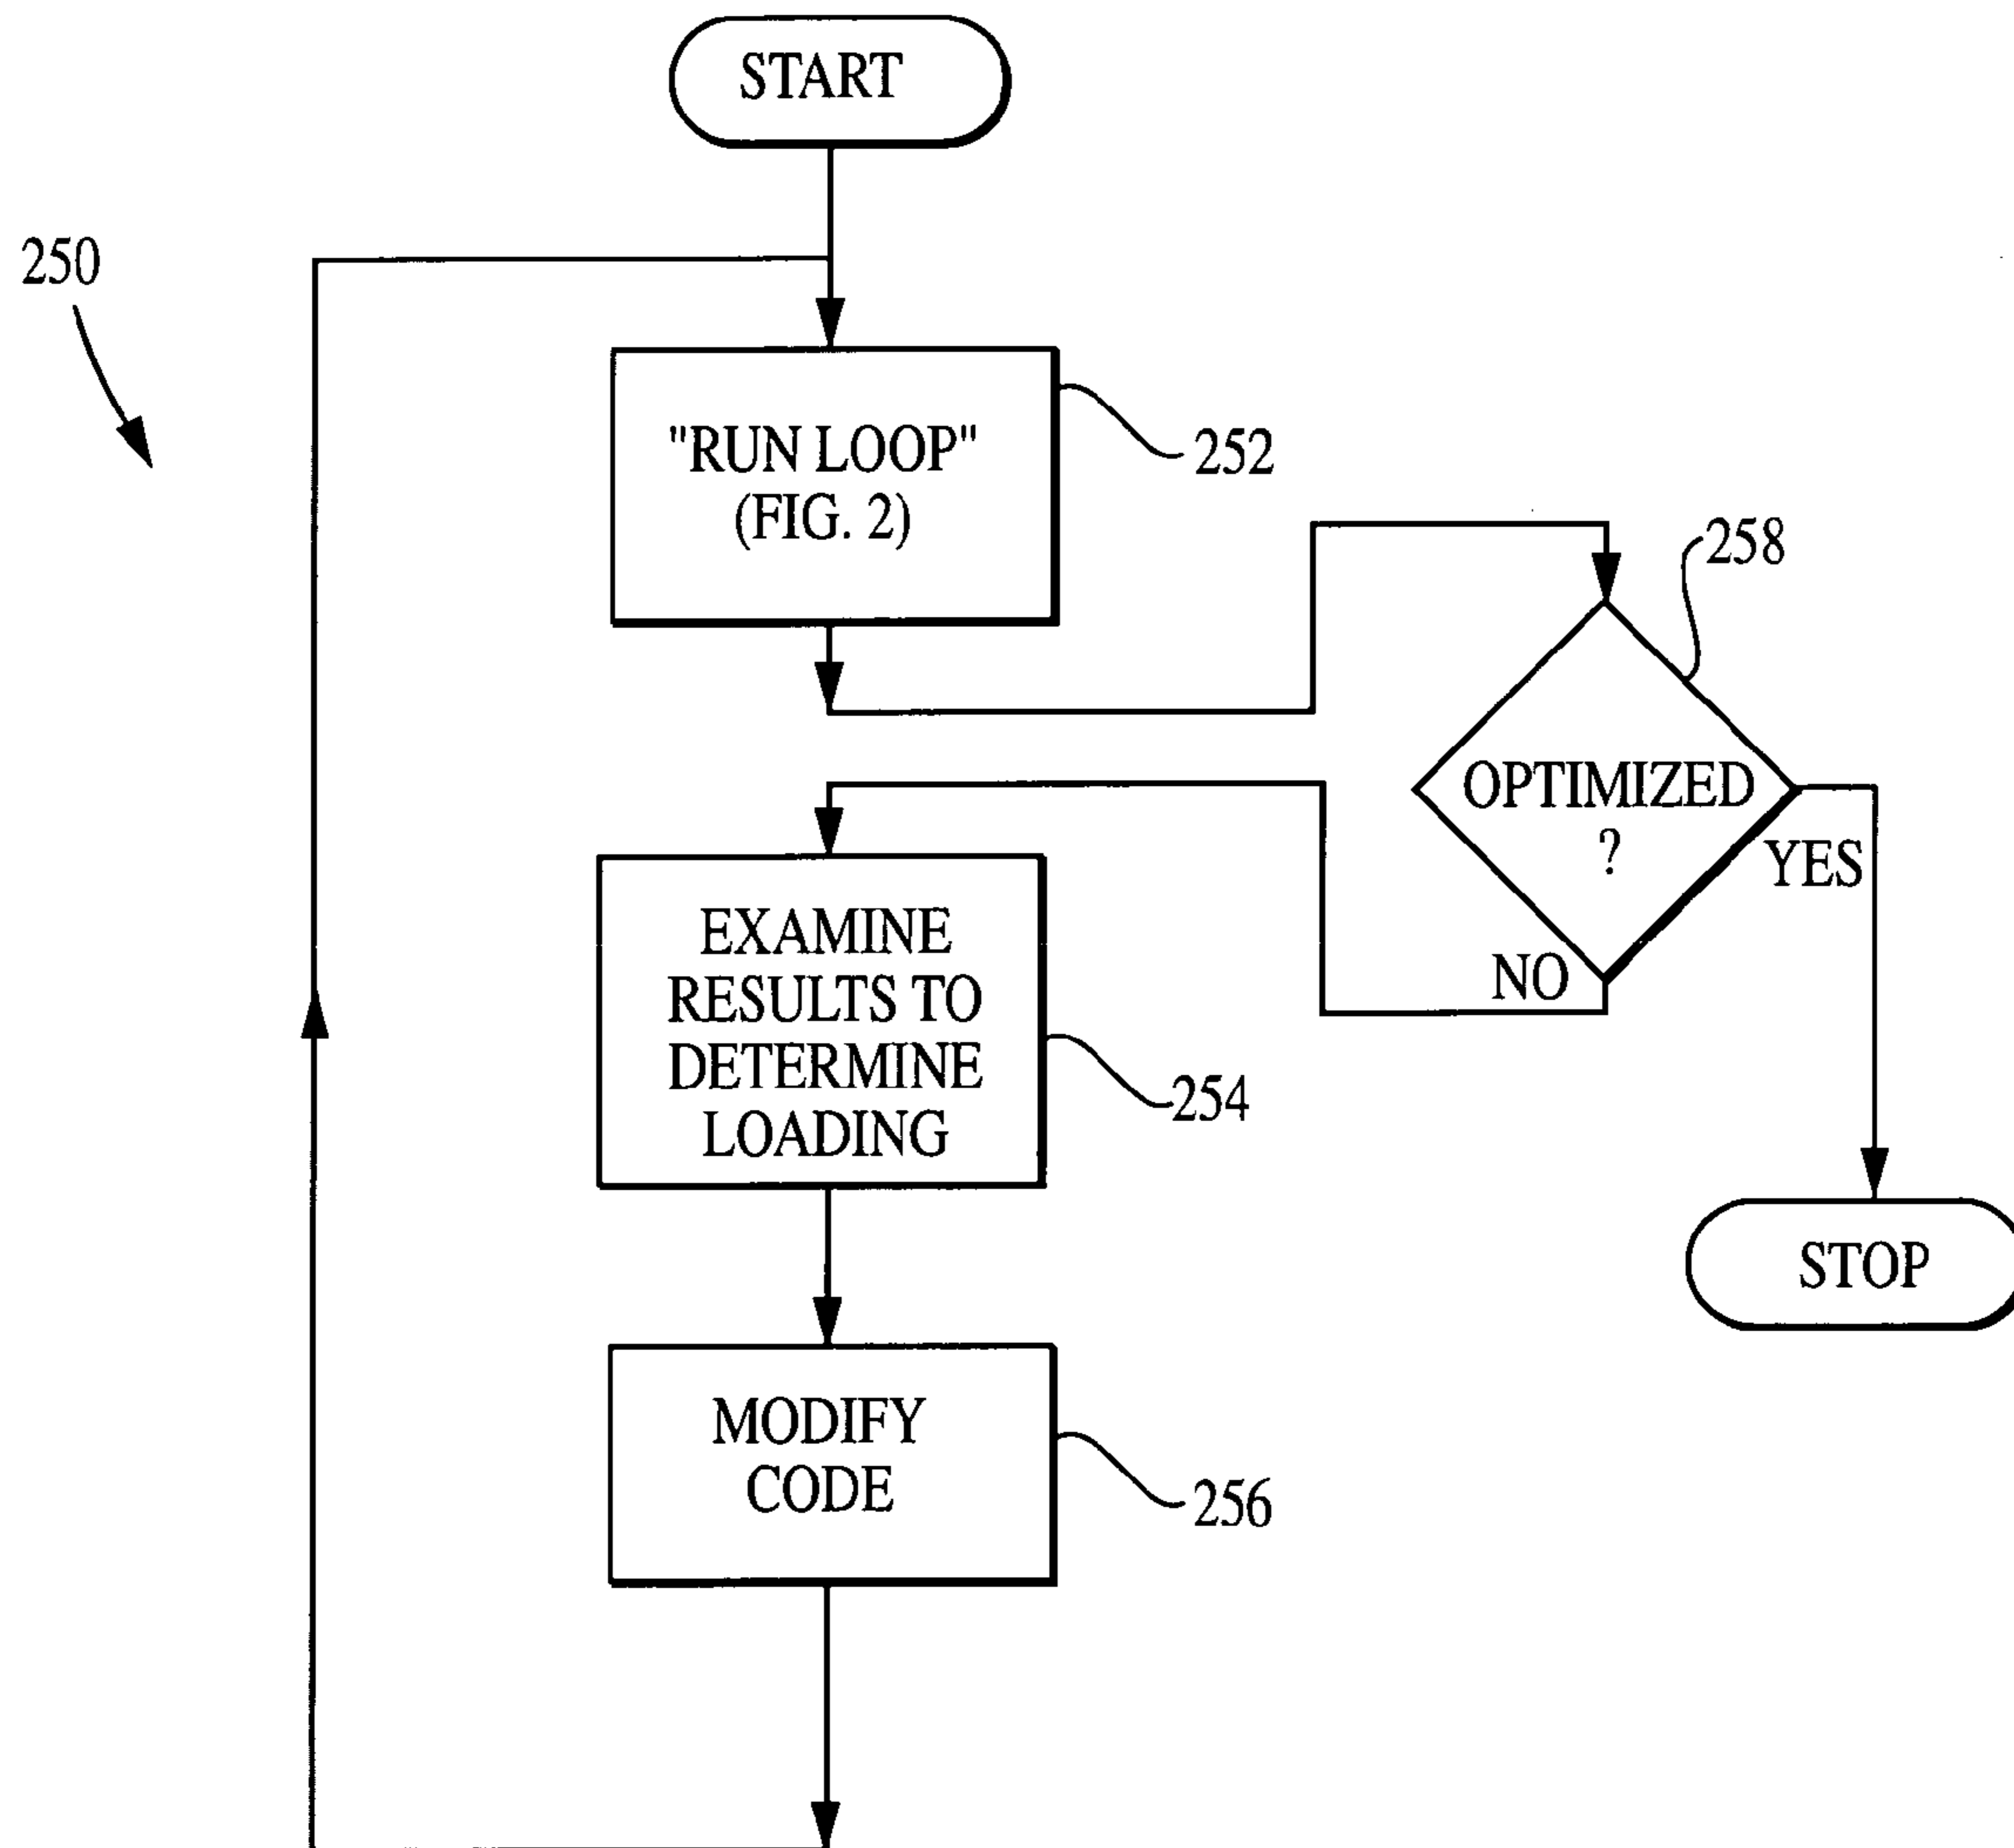 START
250
"RUN LOOP"
(FIG. 2)
252
258
OPTIMIZED
?
YES
NO
EXAMINE
RESULTS TO
DETERMINE
LOADING
254
STOP
MODIFY
CODE
256